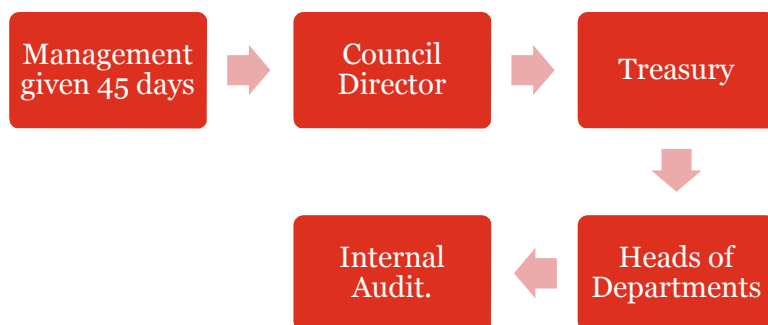 Management
given 45 days
Council
Director
Treasury
Heads of
Departments
Internal
Audit.